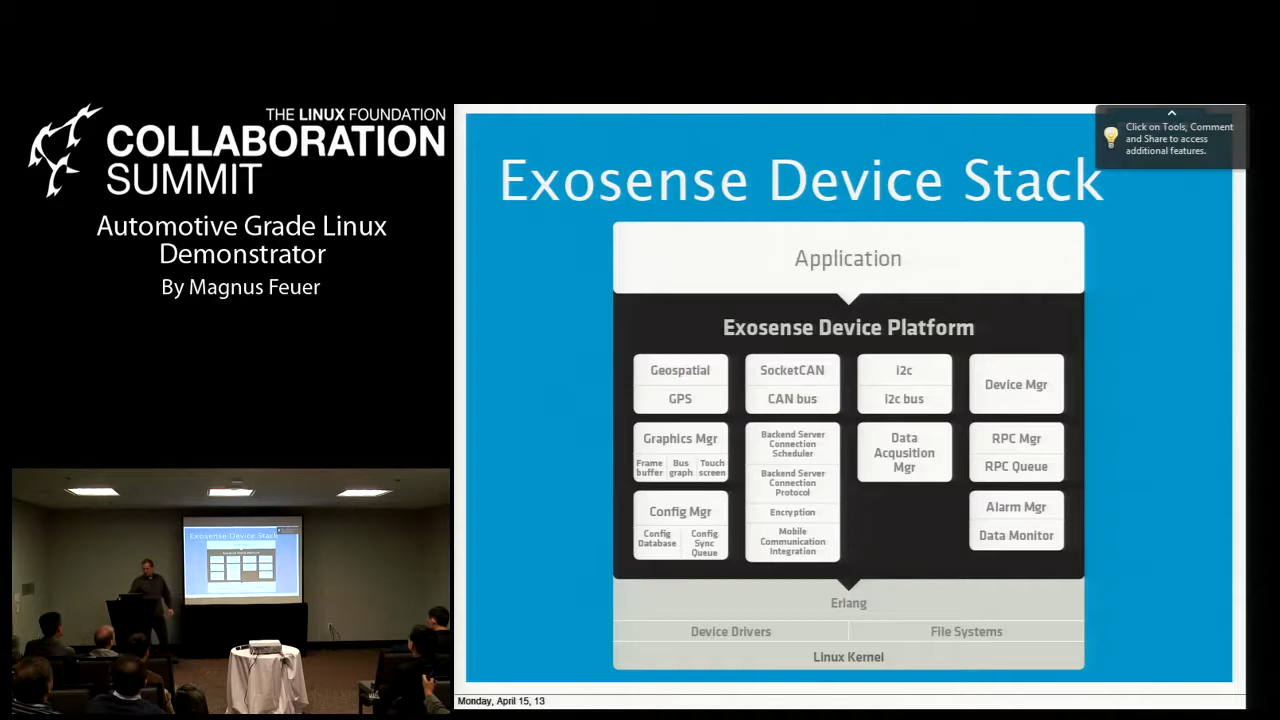 THE LINUX FOUNDATION
COLLABORATION
SUMMIT
Automotive Grade Linux
Demonstrator
By Magnus Feuer
Click on Tools, Comment
and Share to access
additional features.
Exosense Device Stack
Application
Exosense Device Platform
Geospatial
GPS
SocketCAN
CAN bus
i2c
i2c bus
Device Mgr
Graphics Mgr
Frame
buffer
Bus
graph
Touch
screen
Config Mgr
Config
Database
Config
Sync
Queue
Backend Server
Connection
Scheduler
Backend Server
Connection
Protocol
Encryption
Mobile
Communication
Integration
Data
Acqusition
Mgr
RPC Mgr
RPC Queue
Alarm Mgr
Data Monitor
Erlang
Device Drivers
File Systems
Linux Kernel
Monday, April 15, 13
Exosense Device Stack